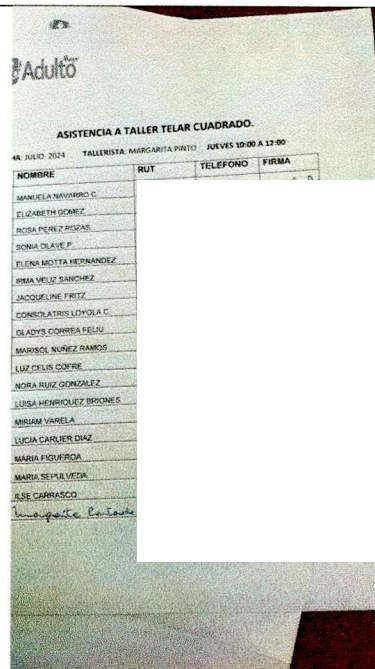 Adulto
ASISTENCIA A TALLER TELAR CUADRADO.
HA: JULIO 2024 TALLERISTA: MARGARITA PINTO JUEVES 10:00 A 12:00
NOMBRE RUT TELEFONO FIRMA
MANUELA NAVARRO C.
ELIZABETH GOMEZ
ROSA PEREZ ROZAS
SONIA OLAVE P.
ELENA MOTTA HERNANDEZ
IRMA VELIZ SANCHEZ
JACQUELINE FRITZ
CONSOLATRIS LOYOLA C.
GLADYS CORREA FELIU
MARISOL NUÑEZ RAMOS
LUZ CELIS COFRE
NORA RUIZ GONZALEZ
LUISA HENRIQUEZ BRIONES
MIRIAM VARELA
LUCIA CARLIER DIAZ
MARIA FIGUEROA
MARIA SEPULVEDA
ILSE CARRASCO